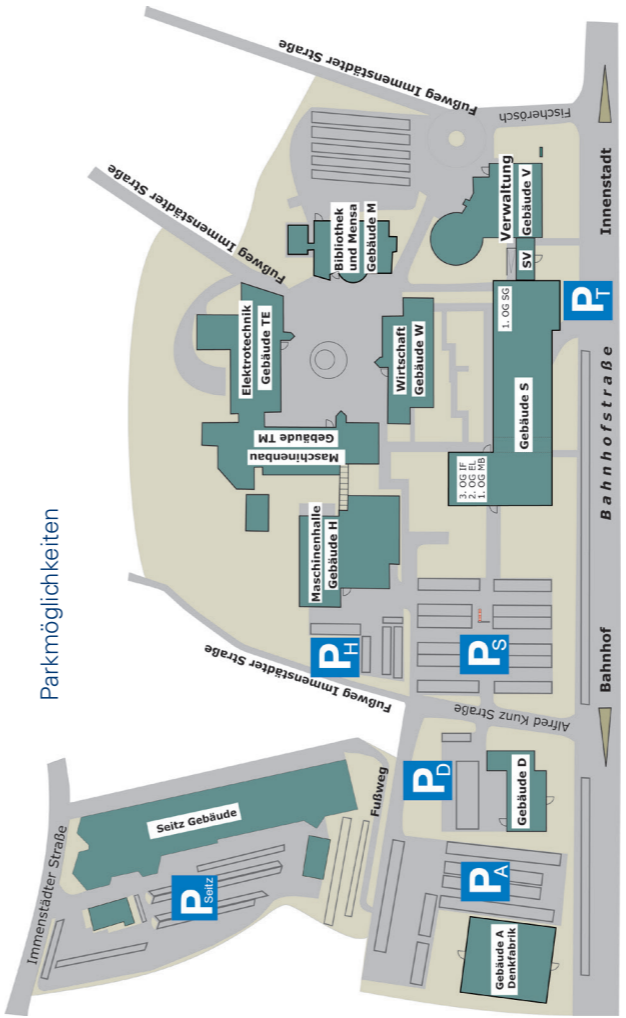 Parkmöglichkeiten
Immenstädter Straße
Seitz Gebäude
P Seitz
Fußweg
Fußweg Immenstädter Straße
Fußweg Immenstädter Straße
Fußweg Immenstädter Straße
Elektrotechnik
Gebäude TE
Maschinenbau
Gebäude TM
Maschinenhalle
Gebäude H
Bibliothek
und Mensa
Gebäude M
Wirtschaft
Gebäude W
Verwaltung
Gebäude V
SV
Fischerösch
1. OG SG
Gebäude S
3. OG IF
2. OG EL
1. OG MB
P H
P S
P D
P A
P T
Alfred Kunz Straße
Gebäude D
Gebäude A
Denkfabrik
Bahnhof
Bahnhofstraße
Innenstadt